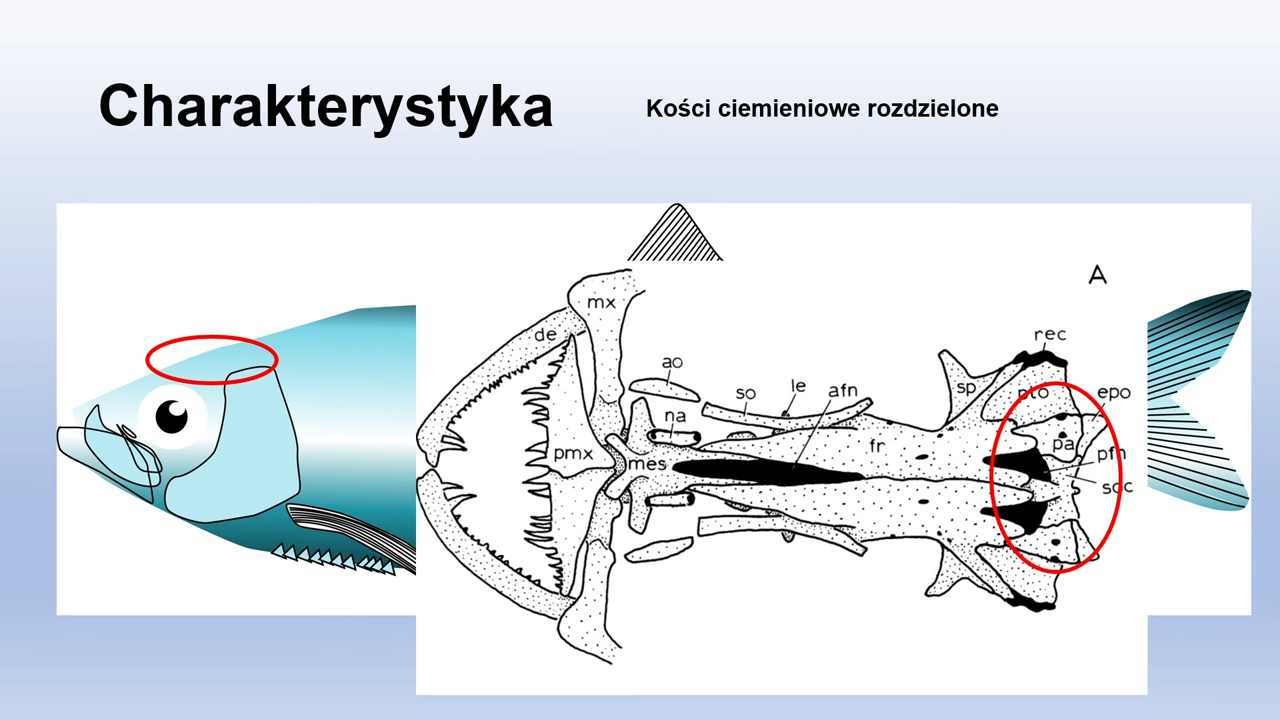 Charakterystyka
Kości ciemieniowe rozdzielone
A
mx
de
rec
ao
le
so
afn
sp
pto
epo
na
fr
pa
pmx
mes
pfn
soc